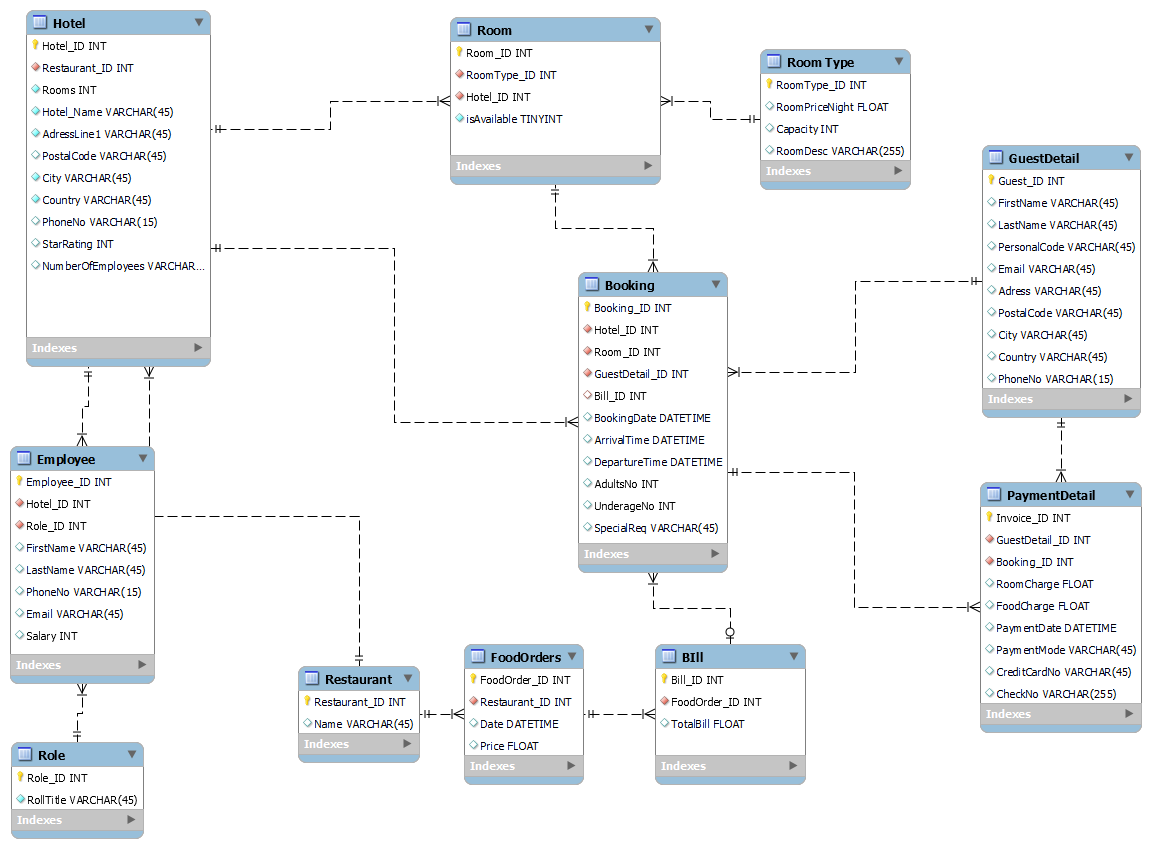 Hotel
Hotel_ID INT
Restaurant_ID INT
Rooms INT
Hotel_Name VARCHAR(45)
AdressLine1 VARCHAR(45)
PostalCode VARCHAR(45)
City VARCHAR(45)
Country VARCHAR(45)
PhoneNo VARCHAR(15)
StarRating INT
NumberOfEmployees VARCHAR...
Indexes
Room
Room_ID INT
RoomType_ID INT
Hotel_ID INT
isAvailable TINYINT
Indexes
Room Type
RoomType_ID INT
RoomPriceNight FLOAT
Capacity INT
RoomDesc VARCHAR(255)
Indexes
GuestDetail
Guest_ID INT
FirstName VARCHAR(45)
LastName VARCHAR(45)
PersonalCode VARCHAR(45)
Email VARCHAR(45)
Adress VARCHAR(45)
PostalCode VARCHAR(45)
City VARCHAR(45)
Country VARCHAR(45)
PhoneNo VARCHAR(15)
Indexes
Booking
Booking_ID INT
Hotel_ID INT
Room_ID INT
GuestDetail_ID INT
Bill_ID INT
BookingDate DATETIME
ArrivalTime DATETIME
DepartureTime DATETIME
AdultsNo INT
UnderageNo INT
SpecialReq VARCHAR(45)
Indexes
Employee
Employee_ID INT
Hotel_ID INT
Role_ID INT
FirstName VARCHAR(45)
LastName VARCHAR(45)
PhoneNo VARCHAR(15)
Email VARCHAR(45)
Salary INT
Indexes
PaymentDetail
Invoice_ID INT
GuestDetail_ID INT
Booking_ID INT
RoomCharge FLOAT
FoodCharge FLOAT
PaymentDate DATETIME
PaymentMode VARCHAR(45)
CreditCardNo VARCHAR(45)
CheckNo VARCHAR(255)
Indexes
Restaurant
Restaurant_ID INT
Name VARCHAR(45)
Indexes
FoodOrders
FoodOrder_ID INT
Restaurant_ID INT
Date DATETIME
Price FLOAT
Indexes
BIll
Bill_ID INT
FoodOrder_ID INT
TotalBill FLOAT
Indexes
Role
Role_ID INT
RollTitle VARCHAR(45)
Indexes